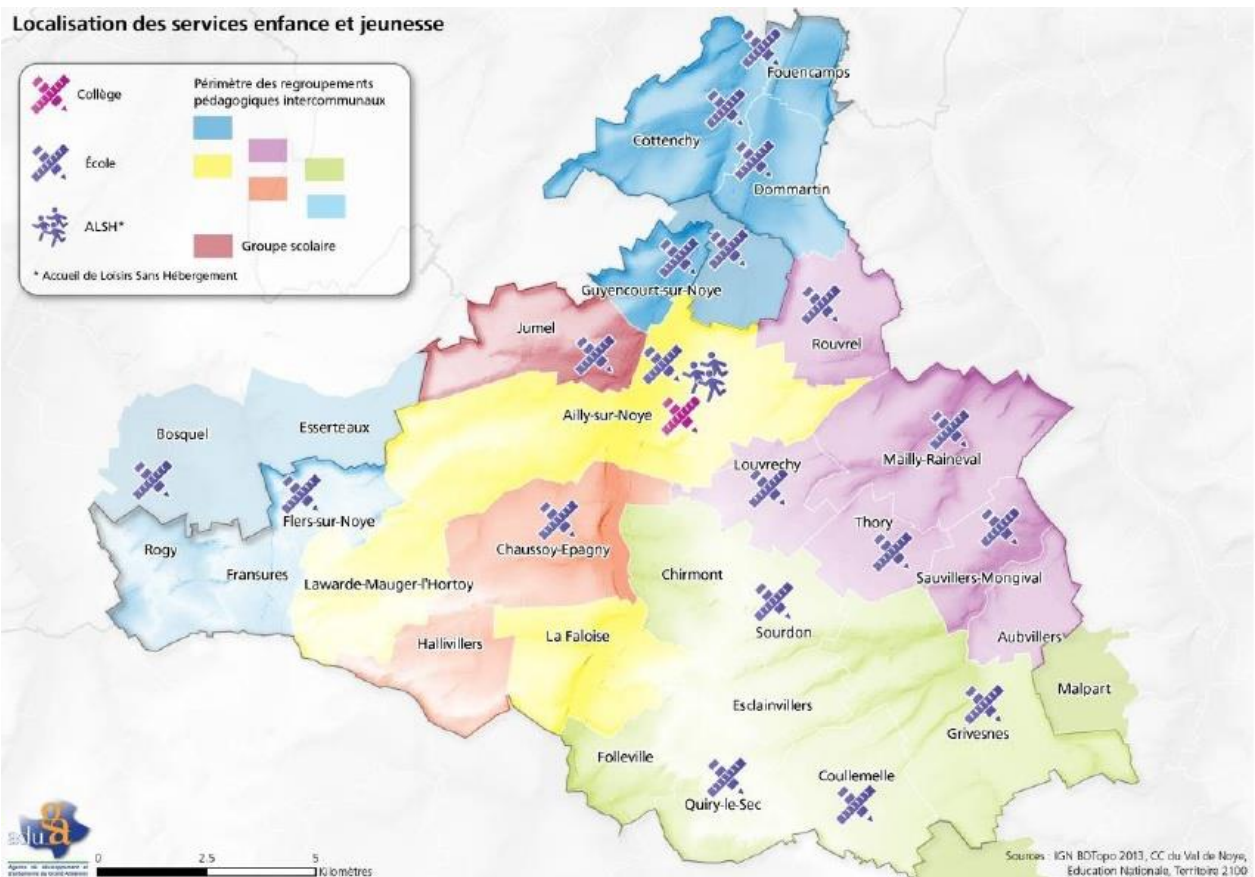 Localisation des services enfance et jeunesse
Collège
École
ALSH*
* Accueil de Loisirs Sans Hébergement
Périmètre des regroupements
pédagogiques intercommunaux
Groupe scolaire
Fouencamps
Cottenchy
Dommartin
Guyencourt-sur-Noye
Jumel
Rouvrel
Ailly-sur-Noye
Bosquel
Esserteaux
Mailly-Raineval
Louvrechy
Flers-sur-Noye
Thory
Rogy
Chaussoy-Epagny
Fransures
Chirmont
Sauvillers-Mongival
Lawarde-Mauger-l'Hortoy
Sourdon
Hallivillers
La Faloise
Aubvillers
Malpart
Esclainvillers
Grivesnes
Folleville
Coullemelle
Quiry-le-Sec
adu ga
0 2.5 5
Kilomètres
Sources : IGN BDTopo 2013, CC du Val de Noye,
Education Nationale, Territoire 2100